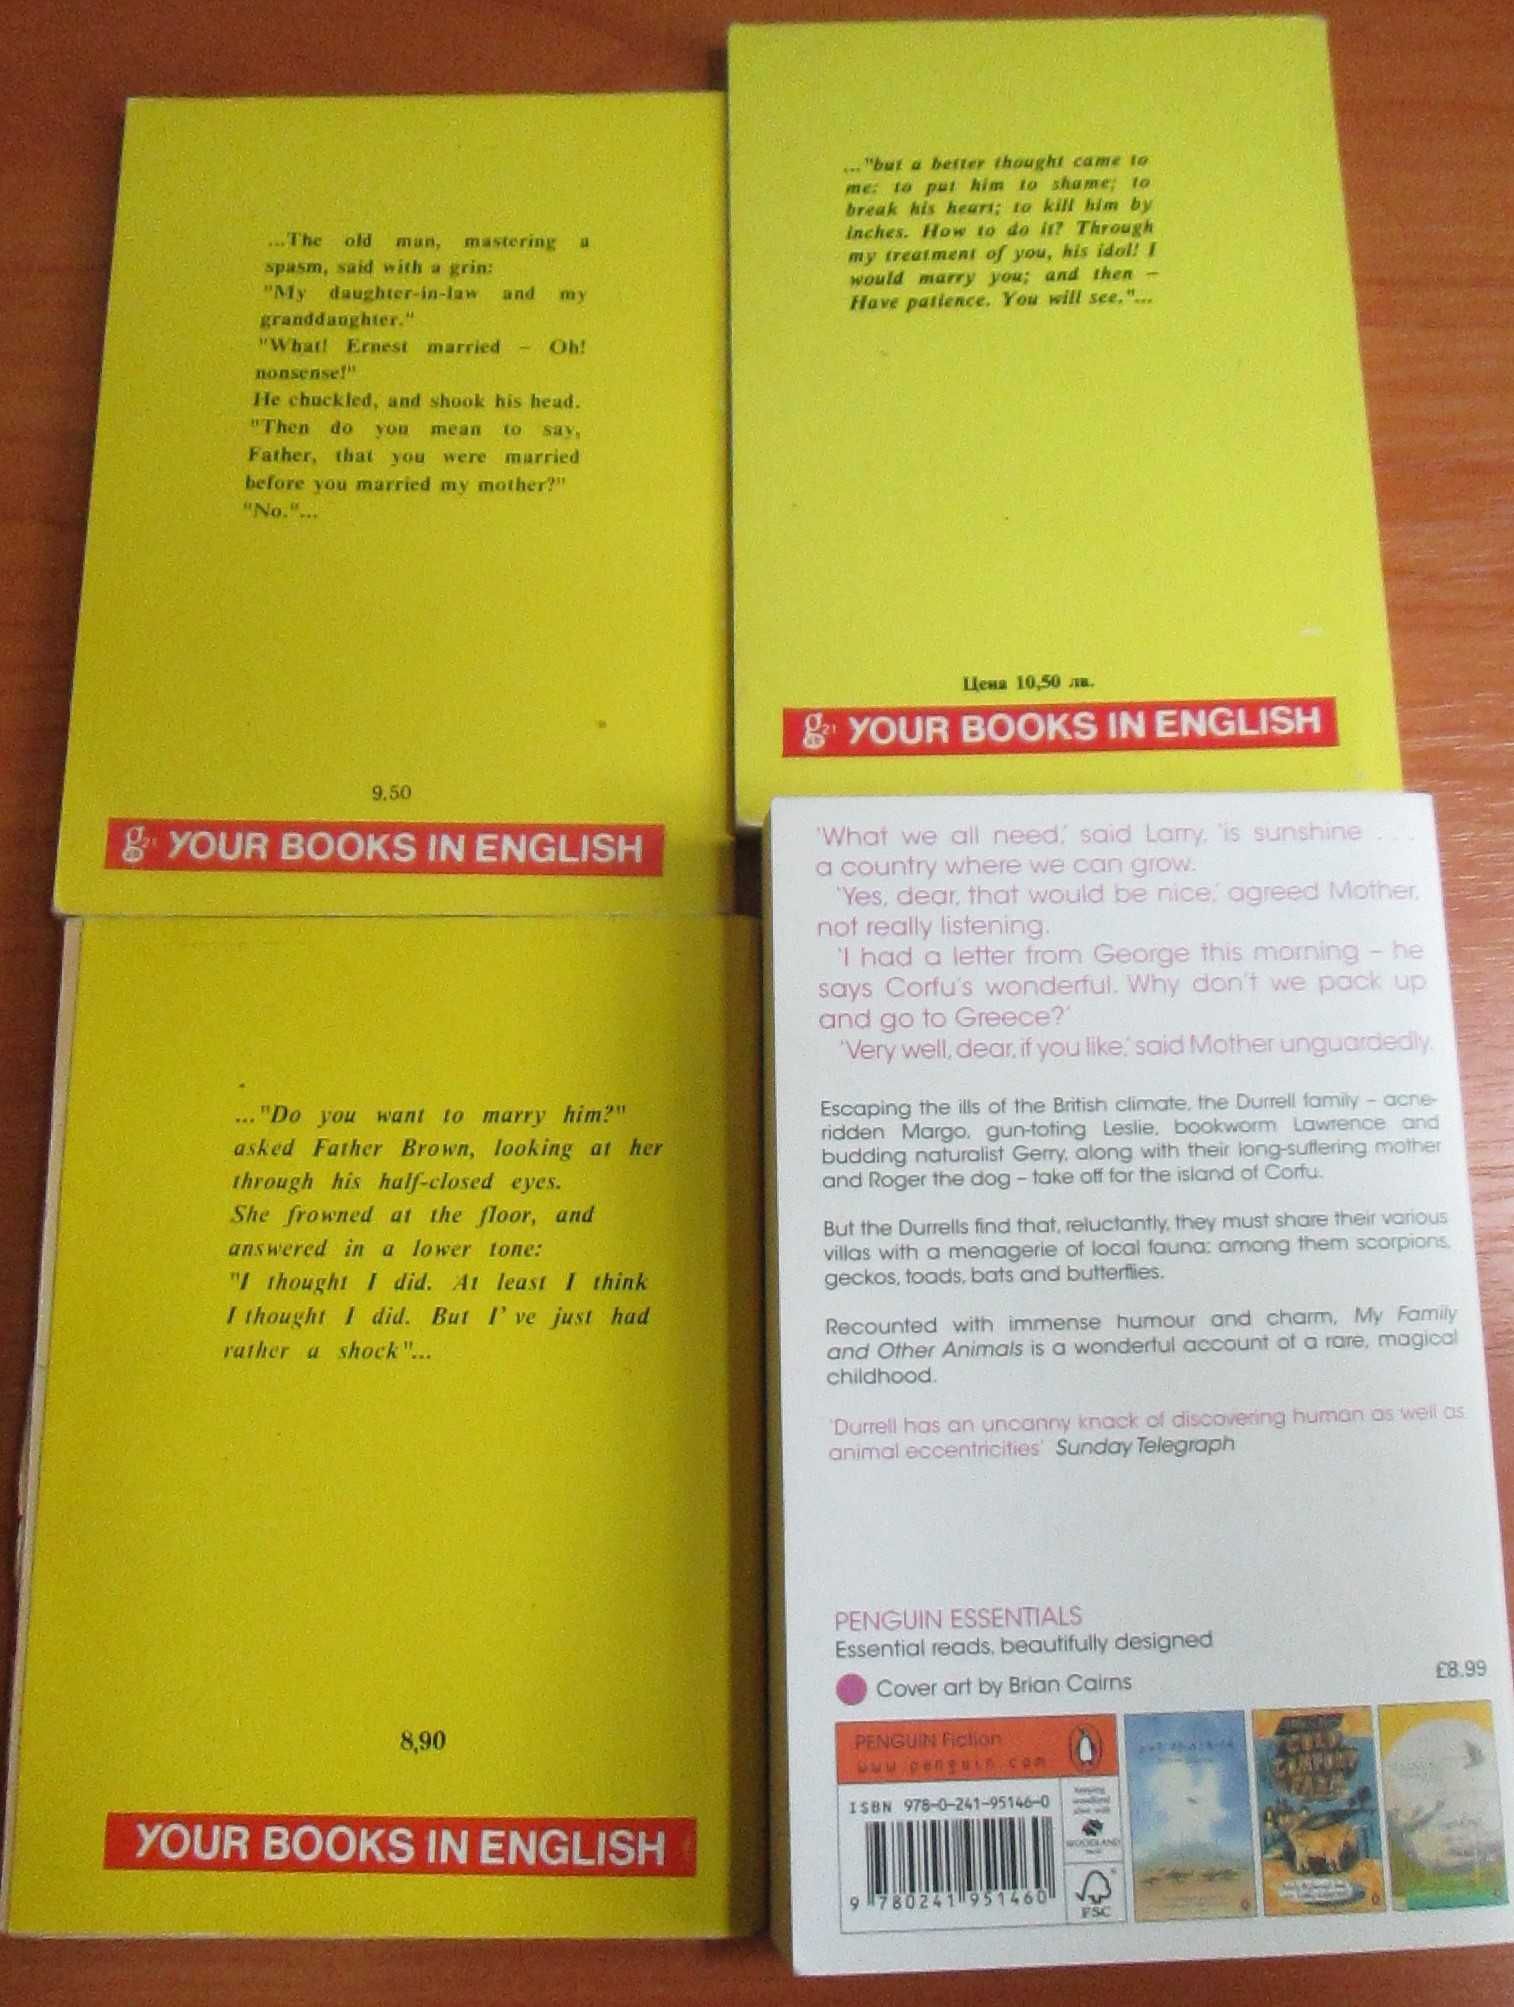 ...The old man, mastering a
spasm, said with a grin:
"My daughter-in-law and my
granddaughter."
"What! Ernest married – Oh!
nonsense!"
He chuckled, and shook his head.
"Then do you mean to say,
Father, that you were married
before you married my mother?"
"No."...
9.50
g21 YOUR BOOKS IN ENGLISH
..."but a better thought came to
me: to put him to shame; to
break his heart; to kill him by
inches. How to do it? Through
my treatment of you, his idol! I
would marry you; and then –
Have patience. You will see."...
Цена 10,50 лв.
g21 YOUR BOOKS IN ENGLISH
..."Do you want to marry him?"
asked Father Brown, looking at her
through his half-closed eyes.
She frowned at the floor, and
answered in a lower tone:
"I thought I did. At least I think
I thought I did. But I've just had
rather a shock"...
8,90
YOUR BOOKS IN ENGLISH
'What we all need,' said Larry, 'is sunshine . . .
a country where we can grow.
'Yes, dear, that would be nice,' agreed Mother,
not really listening.
'I had a letter from George this morning – he
says Corfu's wonderful. Why don't we pack up
and go to Greece?'
'Very well, dear, if you like,' said Mother unguardedly.
Escaping the ills of the British climate, the Durrell family – acne-
ridden Margo, gun-toting Leslie, bookworm Lawrence and
budding naturalist Gerry, along with their long-suffering mother
and Roger the dog – take off for the island of Corfu.
But the Durrells find that, reluctantly, they must share their various
villas with a menagerie of local fauna: among them scorpions,
geckos, toads, bats and butterflies.
Recounted with immense humour and charm, My Family
and Other Animals is a wonderful account of a rare, magical
childhood.
'Durrell has an uncanny knack of discovering human as well as
animal eccentricities' Sunday Telegraph
PENGUIN ESSENTIALS
Essential reads, beautifully designed
£8.99
Cover art by Brian Cairns
PENGUIN Fiction
www.penguin.com
ISBN 978-0-241-95146-0
9 780241 951460
WOODLAND
FSC
COLD
COMFORT
FARM